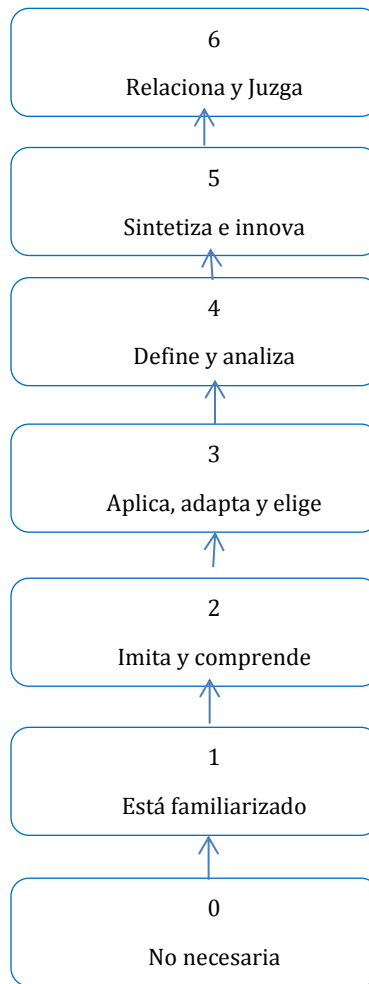 6
Relaciona y Juzga
5
Sintetiza e innova
4
Define y analiza
3
Aplica, adapta y elige
2
Imita y comprende
1
Está familiarizado
0
No necesaria